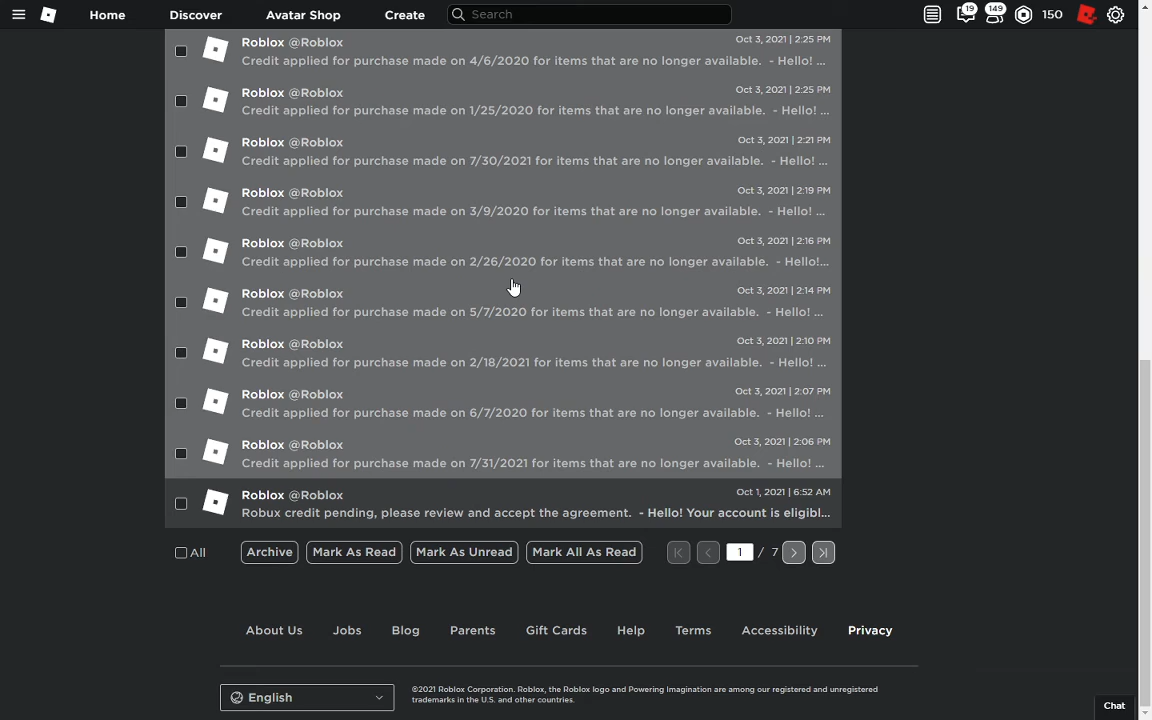 Home Discover Avatar Shop Create Search 19 149 150
Roblox @Roblox Oct 3, 2021 | 2:25 PM
Credit applied for purchase made on 4/6/2020 for items that are no longer available. - Hello! ...
Roblox @Roblox Oct 3, 2021 | 2:25 PM
Credit applied for purchase made on 1/25/2020 for items that are no longer available. - Hello! ...
Roblox @Roblox Oct 3, 2021 | 2:21 PM
Credit applied for purchase made on 7/30/2021 for items that are no longer available. - Hello! ...
Roblox @Roblox Oct 3, 2021 | 2:19 PM
Credit applied for purchase made on 3/9/2020 for items that are no longer available. - Hello! ...
Roblox @Roblox Oct 3, 2021 | 2:16 PM
Credit applied for purchase made on 2/26/2020 for items that are no longer available. - Hello!...
Roblox @Roblox Oct 3, 2021 | 2:14 PM
Credit applied for purchase made on 5/7/2020 for items that are no longer available. - Hello! ...
Roblox @Roblox Oct 3, 2021 | 2:10 PM
Credit applied for purchase made on 2/18/2021 for items that are no longer available. - Hello! ...
Roblox @Roblox Oct 3, 2021 | 2:07 PM
Credit applied for purchase made on 6/7/2020 for items that are no longer available. - Hello! ...
Roblox @Roblox Oct 3, 2021 | 2:06 PM
Credit applied for purchase made on 7/31/2021 for items that are no longer available. - Hello! ...
Roblox @Roblox Oct 1, 2021 | 6:52 AM
Robux credit pending, please review and accept the agreement. - Hello! Your account is eligibl...
All Archive Mark As Read Mark As Unread Mark All As Read 1 / 7
About Us Jobs Blog Parents Gift Cards Help Terms Accessibility Privacy
English
©2021 Roblox Corporation. Roblox, the Roblox logo and Powering Imagination are among our registered and unregistered
trademarks in the U.S. and other countries.
Chat